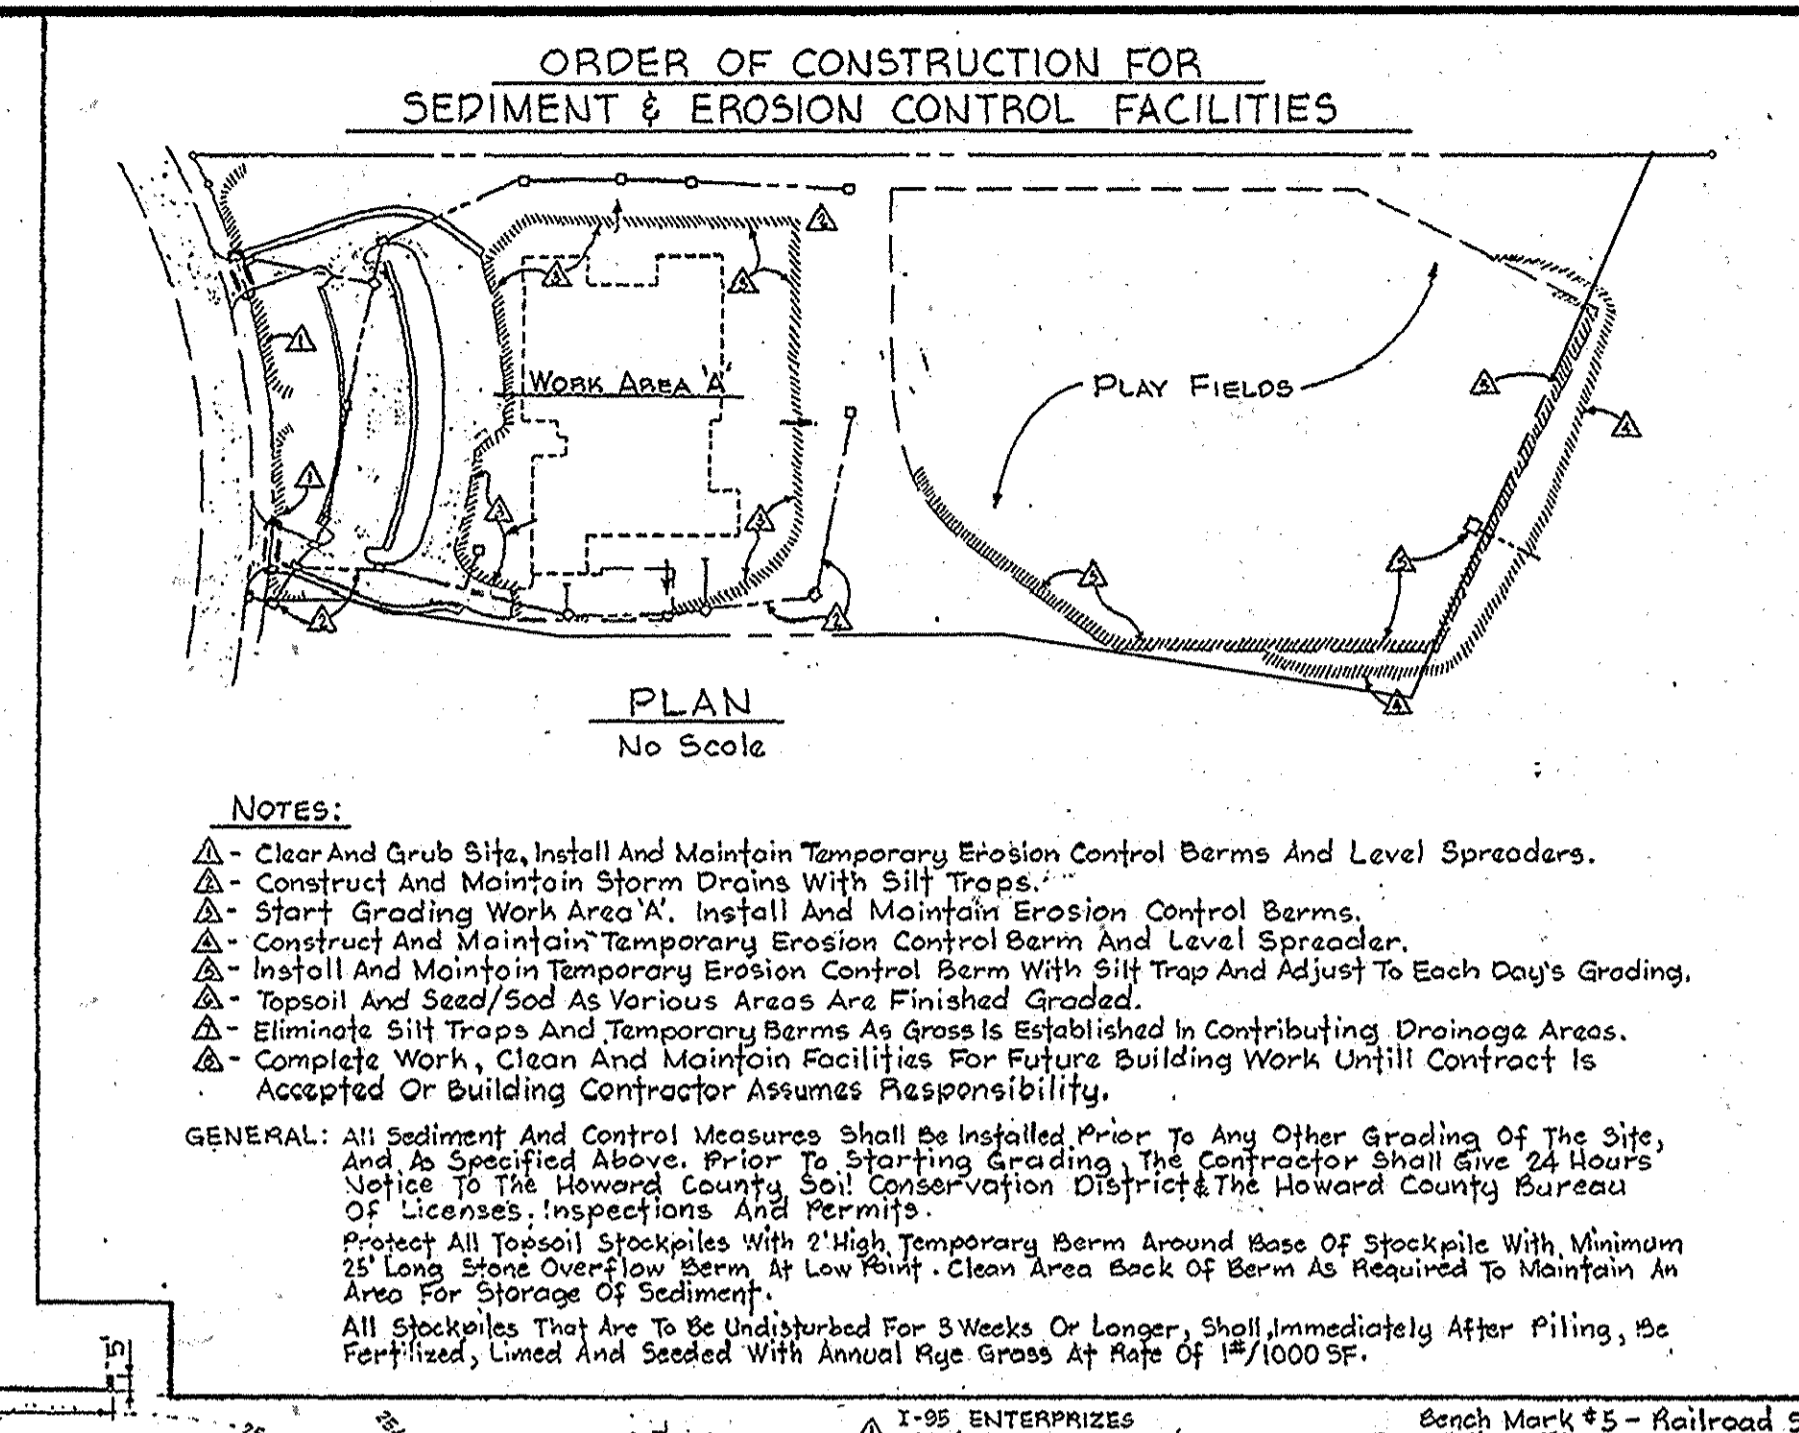 ORDER OF CONSTRUCTION FOR
SEDIMENT & EROSION CONTROL FACILITIES
2
3
1
WORK AREA 'A'
PLAY FIELDS
4
1
3
5
2
2
4
PLAN
No Scale
NOTES:
1 - Clear And Grub Site, Install And Maintain Temporary Erosion Control Berms And Level Spreaders.
2 - Construct And Maintain Storm Drains With Silt Traps.
3 - Start Grading Work Area 'A'. Install And Maintain Erosion Control Berms.
4 - Construct And Maintain Temporary Erosion Control Berm And Level Spreader.
5 - Install And Maintain Temporary Erosion Control Berm With Silt Trap And Adjust To Each Day's Grading.
6 - Topsoil And Seed/Sod As Various Areas Are Finished Graded.
7 - Eliminate Silt Traps And Temporary Berms As Grass Is Established In Contributing Drainage Areas.
8 - Complete Work, Clean And Maintain Facilities For Future Building Work Untill Contract Is
Accepted Or Building Contractor Assumes Responsibility.
GENERAL: All Sediment And Control Measures Shall Be Installed Prior To Any Other Grading Of The Site,
And As Specified Above. Prior To Starting Grading, The Contractor Shall Give 24 Hours
Notice To The Howard County Soil Conservation District & The Howard County Bureau
Of Licenses, Inspections And Permits.
Protect All Topsoil Stockpiles With 2' High Temporary Berm Around Base Of Stockpile With Minimum
25' Long Stone Overflow Berm At Low Point. Clean Area Back Of Berm As Required To Maintain An
Area For Storage Of Sediment.
All Stockpiles That Are To Be Undisturbed For 3 Weeks Or Longer, Shall, Immediately After Piling, Be
Fertilized, Limed And Seeded With Annual Rye Grass At Rate Of 1#/1000 SF.
I-95 ENTERPRIZES
Bench Mark #5 - Railroad